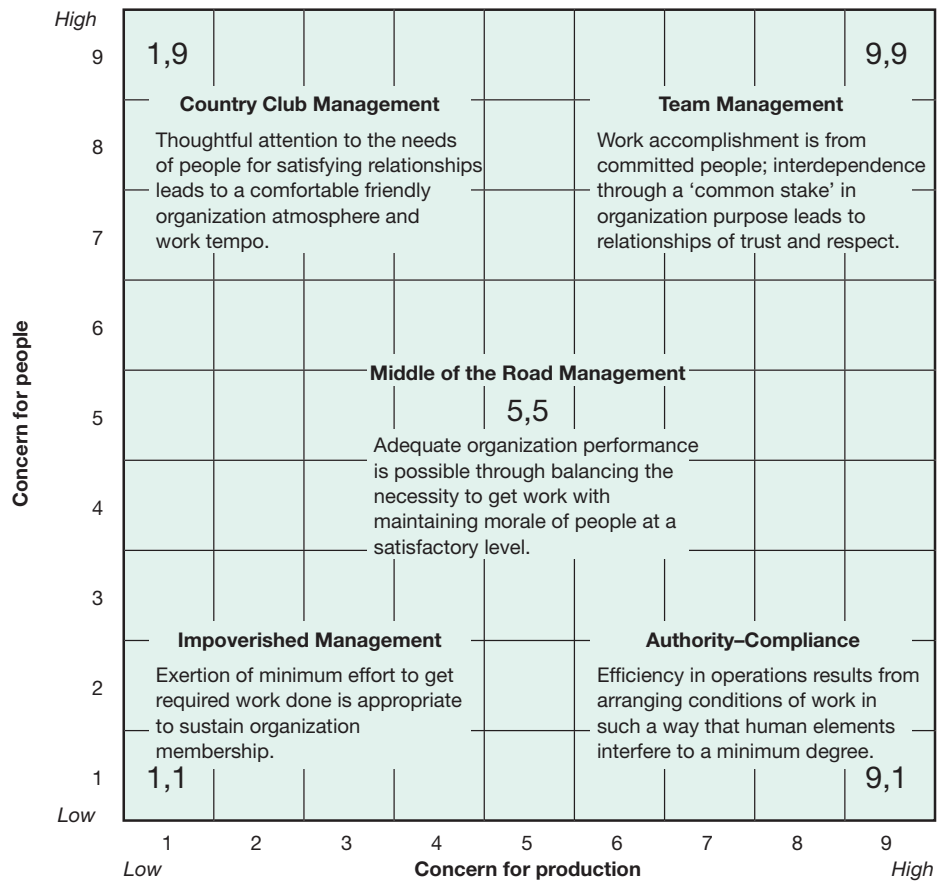 High
9
1,9
9,9
Country Club Management
Thoughtful attention to the needs
of people for satisfying relationships
leads to a comfortable friendly
organization atmosphere and
work tempo.
Team Management
Work accomplishment is from
committed people; interdependence
through a ‘common stake’ in
organization purpose leads to
relationships of trust and respect.
8
7
6
Concern for people
Middle of the Road Management
5
5,5
Adequate organization performance
is possible through balancing the
necessity to get work with
maintaining morale of people at a
satisfactory level.
4
3
Impoverished Management
Exertion of minimum effort to get
required work done is appropriate
to sustain organization
membership.
1,1
Authority–Compliance
Efficiency in operations results from
arranging conditions of work in
such a way that human elements
interfere to a minimum degree.
9,1
2
1
Low
1 2 3 4 5 6 7 8 9
Low Concern for production High